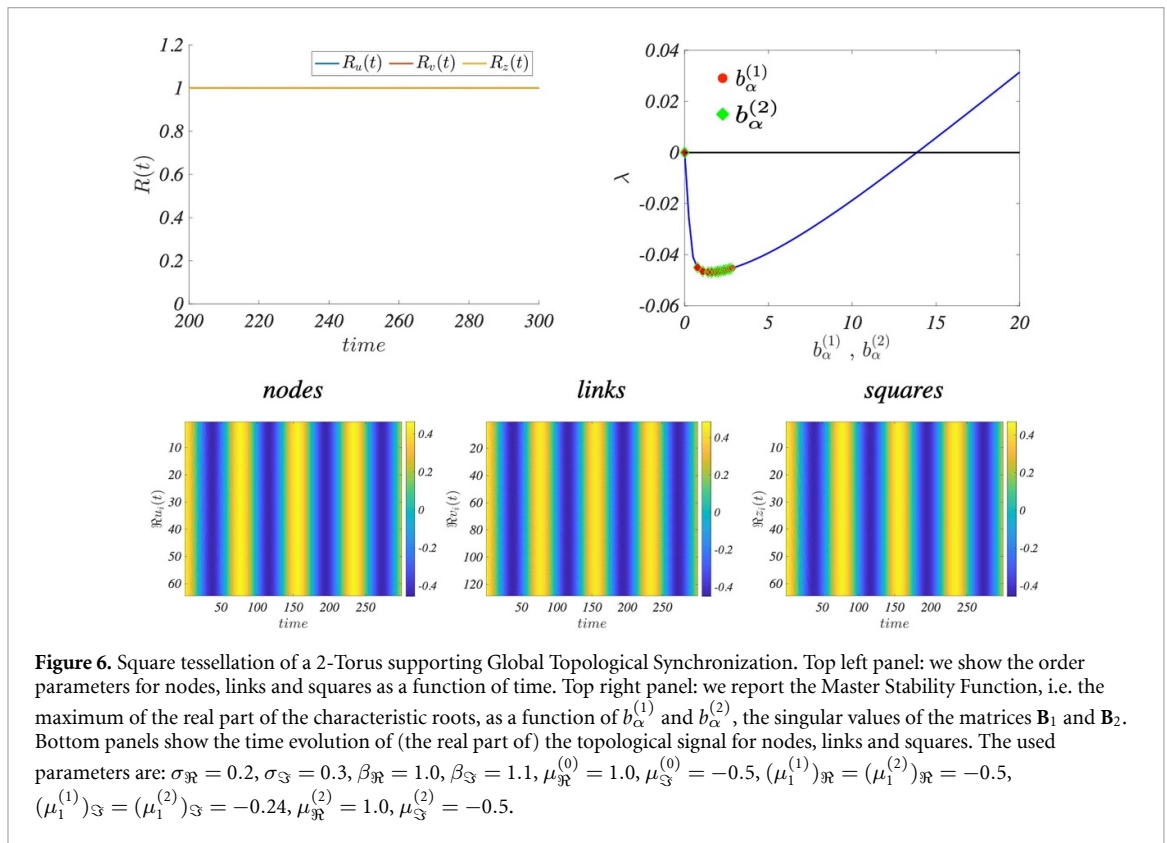 1.2
1
0.8
0.6
0.4
0.2
0
200 220 240 260 280 300
time
R(t)
R_u(t) R_v(t) R_z(t)
0.04
0.02
0
-0.02
-0.04
-0.06
0 5 10 15 20
b_α^(1) , b_α^(2)
λ
b_α^(1)
b_α^(2)
nodes links squares
10
20
30
40
50
60
50 100 150 200 250
time
ℜu_i(t)
0.4
0.2
0
-0.2
-0.4
20
40
60
80
100
120
50 100 150 200 250
time
ℜv_i(t)
0.4
0.2
0
-0.2
-0.4
10
20
30
40
50
60
50 100 150 200 250
time
ℜz_i(t)
0.4
0.2
0
-0.2
-0.4
Figure 6. Square tessellation of a 2-Torus supporting Global Topological Synchronization. Top left panel: we show the order
parameters for nodes, links and squares as a function of time. Top right panel: we report the Master Stability Function, i.e. the
maximum of the real part of the characteristic roots, as a function of b_α^(1) and b_α^(2), the singular values of the matrices B_1 and B_2.
Bottom panels show the time evolution of (the real part of) the topological signal for nodes, links and squares. The used
parameters are: σ_ℜ = 0.2, σ_ℑ = 0.3, β_ℜ = 1.0, β_ℑ = 1.1, μ_ℜ^(0) = 1.0, μ_ℑ^(0) = −0.5, (μ_1^(1))_ℜ = (μ_1^(2))_ℜ = −0.5,
(μ_1^(1))_ℑ = (μ_1^(2))_ℑ = −0.24, μ_ℜ^(2) = 1.0, μ_ℑ^(2) = −0.5.